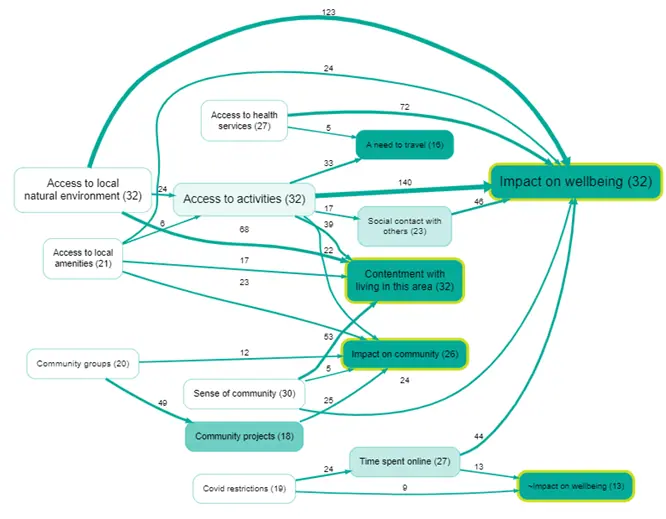 123
24
72
Access to health
services (27)
5
A need to travel (16)
33
Access to local
natural environment (32)
24
Access to activities (32)
140
Impact on wellbeing (32)
6
17
Social contact with
others (23)
46
39
68
Access to local
amenities (21)
22
17
Contentment with
living in this area (32)
23
53
12
Community groups (20)
Impact on community (26)
5
24
Sense of community (30)
49
25
Community projects (18)
44
Time spent online (27)
24
13
Covid restrictions (19)
9
~Impact on wellbeing (13)